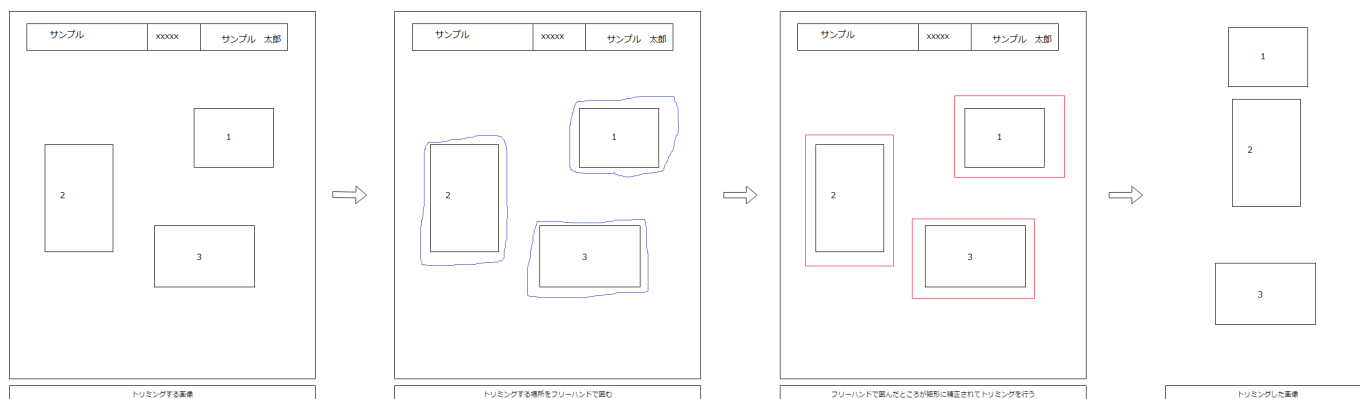 サンプル xxxxx サンプル 太郎
1
2
3
トリミングする画像
サンプル xxxxx サンプル 太郎
1
2
3
トリミングする場所をフリーハンドで囲む
サンプル xxxxx サンプル 太郎
1
2
3
フリーハンドで囲んだところが矩形に補正されてトリミングを行う
1
2
3
トリミングした画像